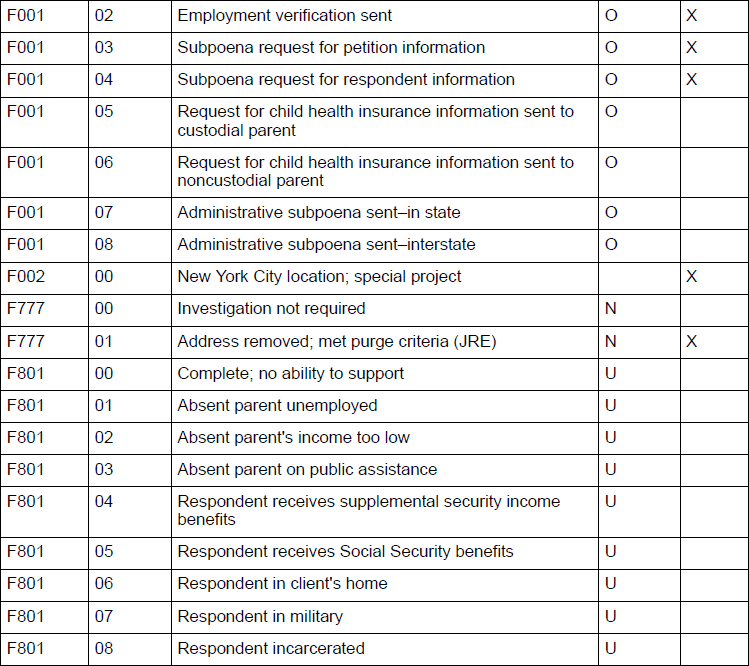 F001 02 Employment verification sent O X
F001 03 Subpoena request for petition information O X
F001 04 Subpoena request for respondent information O X
F001 05 Request for child health insurance information sent to O
custodial parent
F001 06 Request for child health insurance information sent to O
noncustodial parent
F001 07 Administrative subpoena sent–in state O
F001 08 Administrative subpoena sent–interstate O
F002 00 New York City location; special project X
F777 00 Investigation not required N
F777 01 Address removed; met purge criteria (JRE) N X
F801 00 Complete; no ability to support U
F801 01 Absent parent unemployed U
F801 02 Absent parent's income too low U
F801 03 Absent parent on public assistance U
F801 04 Respondent receives supplemental security income U
benefits
F801 05 Respondent receives Social Security benefits U
F801 06 Respondent in client's home U
F801 07 Respondent in military U
F801 08 Respondent incarcerated U